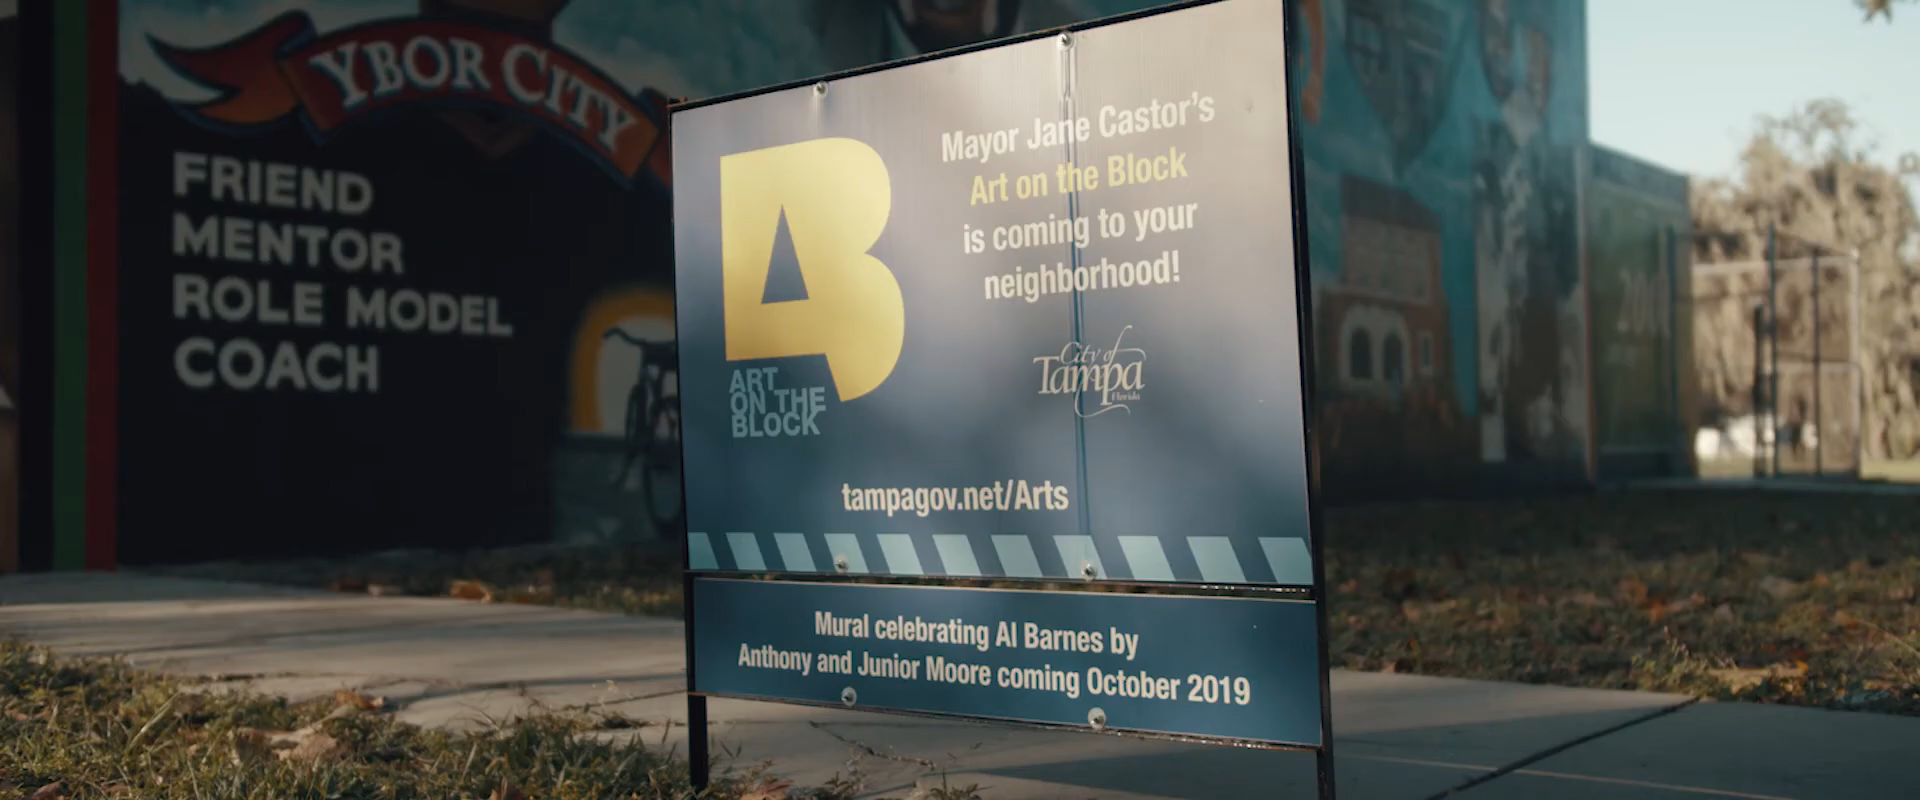 YBOR CITY
FRIEND
MENTOR
ROLE MODEL
COACH
Mayor Jane Castor's
Art on the Block
is coming to your
neighborhood!
AB
ART
ON THE
BLOCK
City of
Tampa
Florida
tampagov.net/Arts
Mural celebrating Al Barnes by
Anthony and Junior Moore coming October 2019